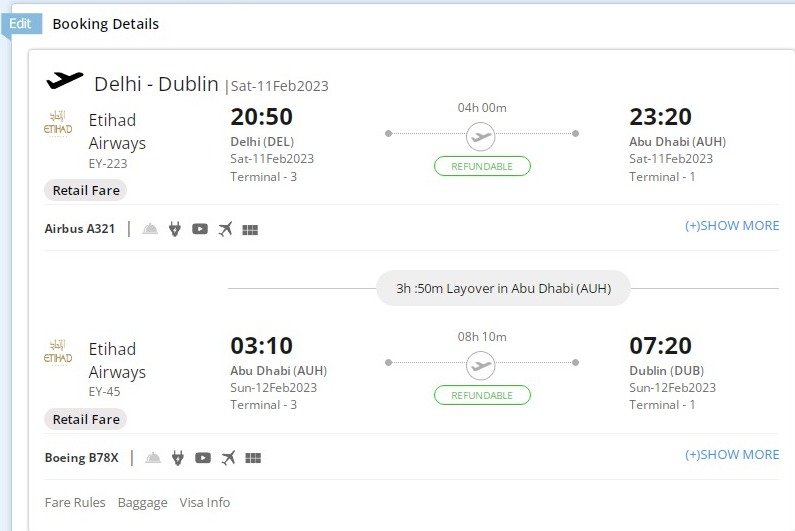 Edit
Booking Details
Delhi - Dublin |Sat-11Feb2023
Etihad
Airways
EY-223
Retail Fare
ETIHAD
20:50
Delhi (DEL)
Sat-11Feb2023
Terminal - 3
04h 00m
REFUNDABLE
23:20
Abu Dhabi (AUH)
Sat-11Feb2023
Terminal - 1
Airbus A321 |
(+)SHOW MORE
3h :50m Layover in Abu Dhabi (AUH)
ETIHAD
Etihad
Airways
EY-45
Retail Fare
03:10
Abu Dhabi (AUH)
Sun-12Feb2023
Terminal - 3
08h 10m
REFUNDABLE
07:20
Dublin (DUB)
Sun-12Feb2023
Terminal - 1
Boeing B78X |
(+)SHOW MORE
Fare Rules Baggage Visa Info